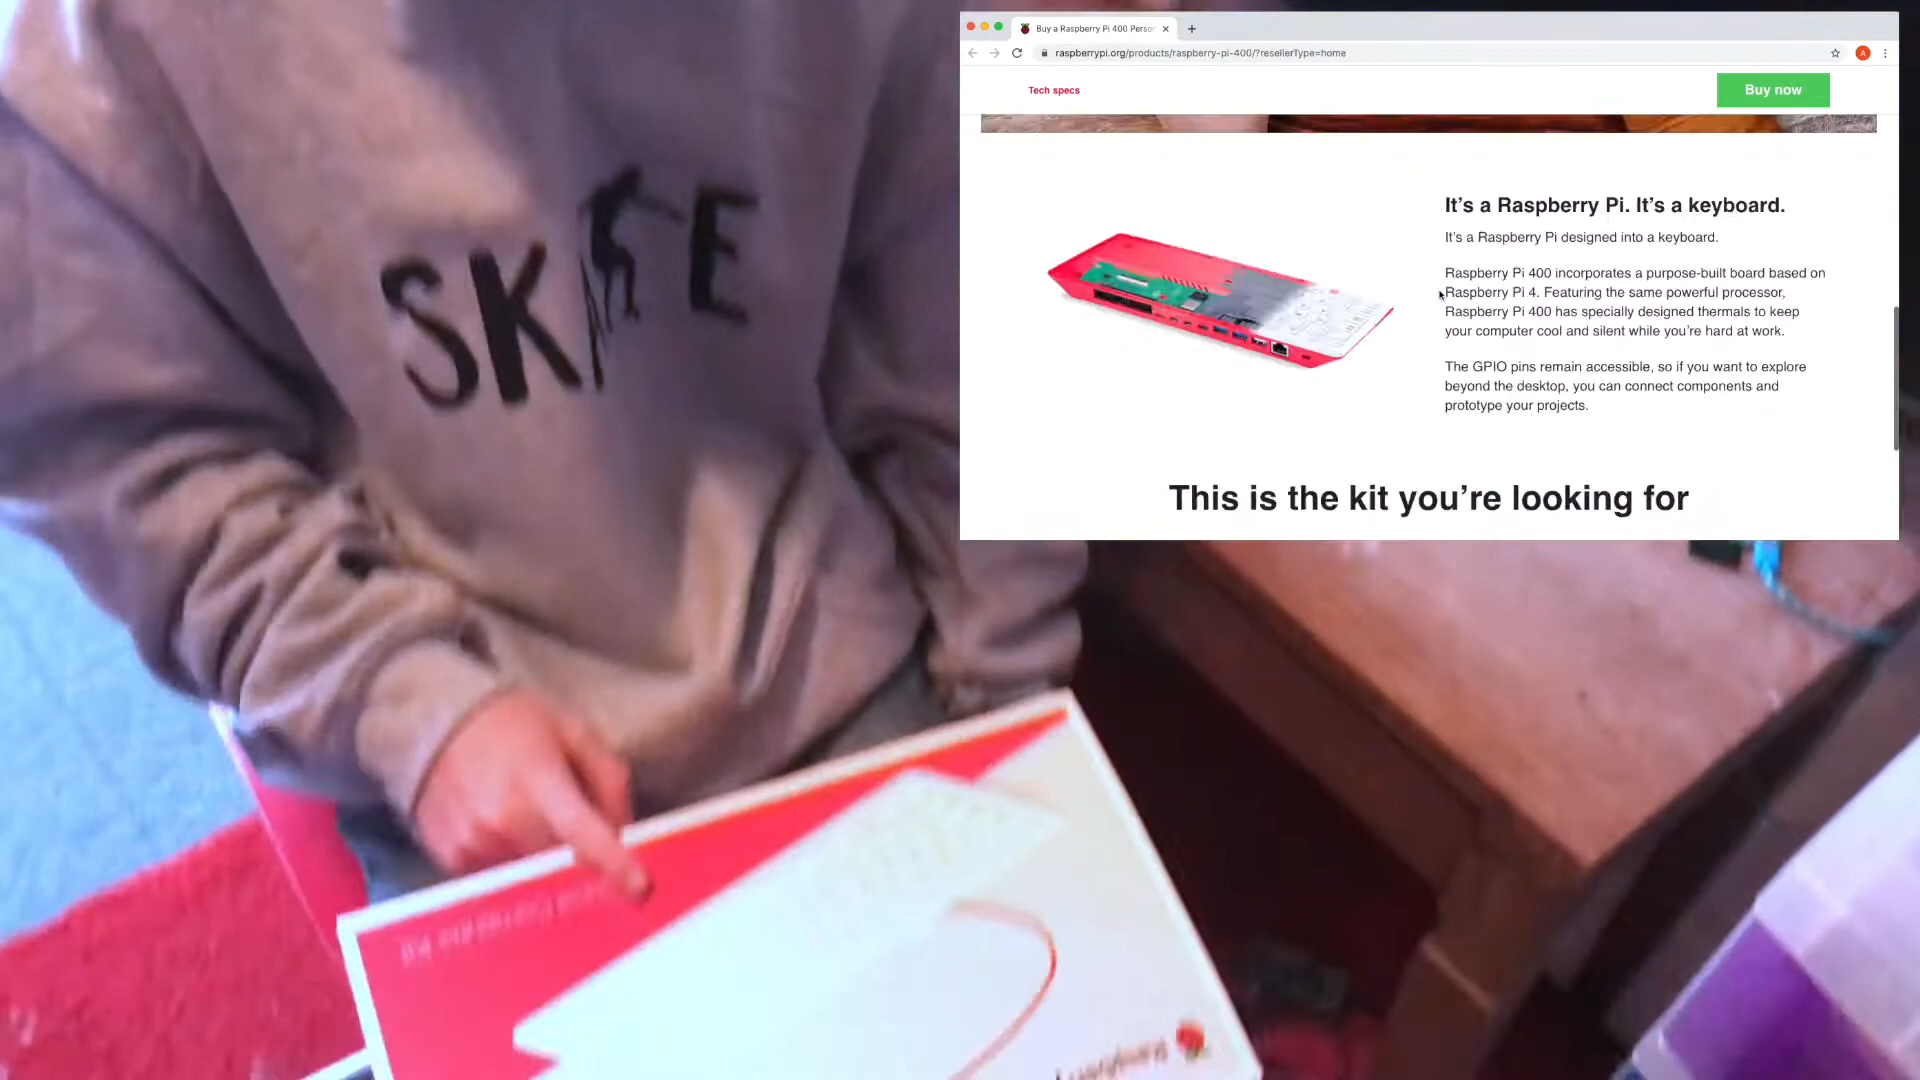 SKATE
Buy a Raspberry Pi 400 Perso
raspberrypi.org/products/raspberry-pi-400/?resellerType=home
A
Tech specs
Buy now
It’s a Raspberry Pi. It’s a keyboard.
It’s a Raspberry Pi designed into a keyboard.
Raspberry Pi 400 incorporates a purpose-built board based on
Raspberry Pi 4. Featuring the same powerful processor,
Raspberry Pi 400 has specially designed thermals to keep
your computer cool and silent while you’re hard at work.
The GPIO pins remain accessible, so if you want to explore
beyond the desktop, you can connect components and
prototype your projects.
This is the kit you’re looking for